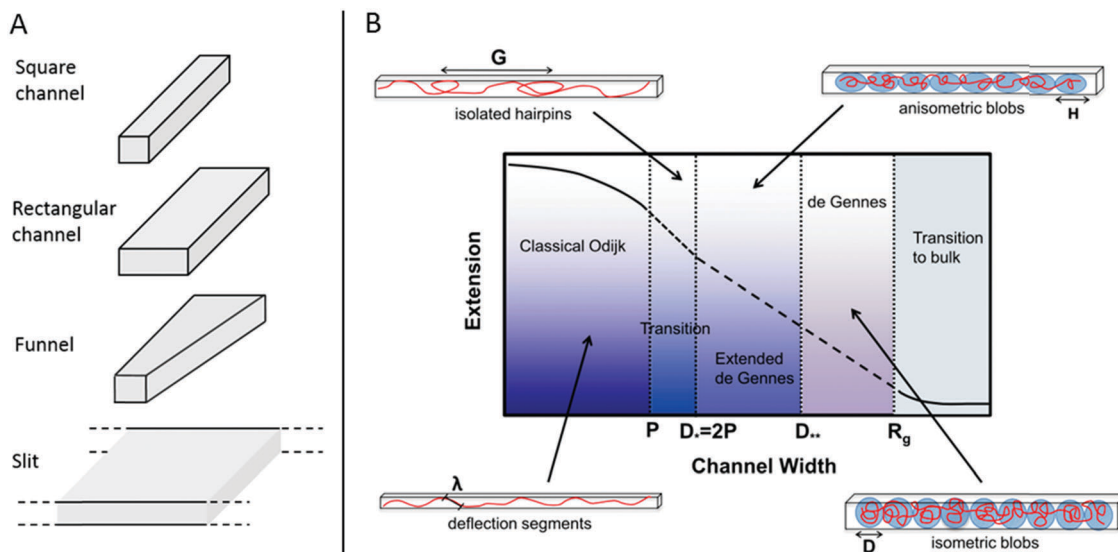 A
Square
channel
Rectangular
channel
Funnel
Slit
B
G
isolated hairpins
anisometric blobs
H
Extension
Classical Odijk
Transition
Extended
de Gennes
de Gennes
Transition
to bulk
P
D*=2P
D**
Rg
Channel Width
λ
deflection segments
D
isometric blobs